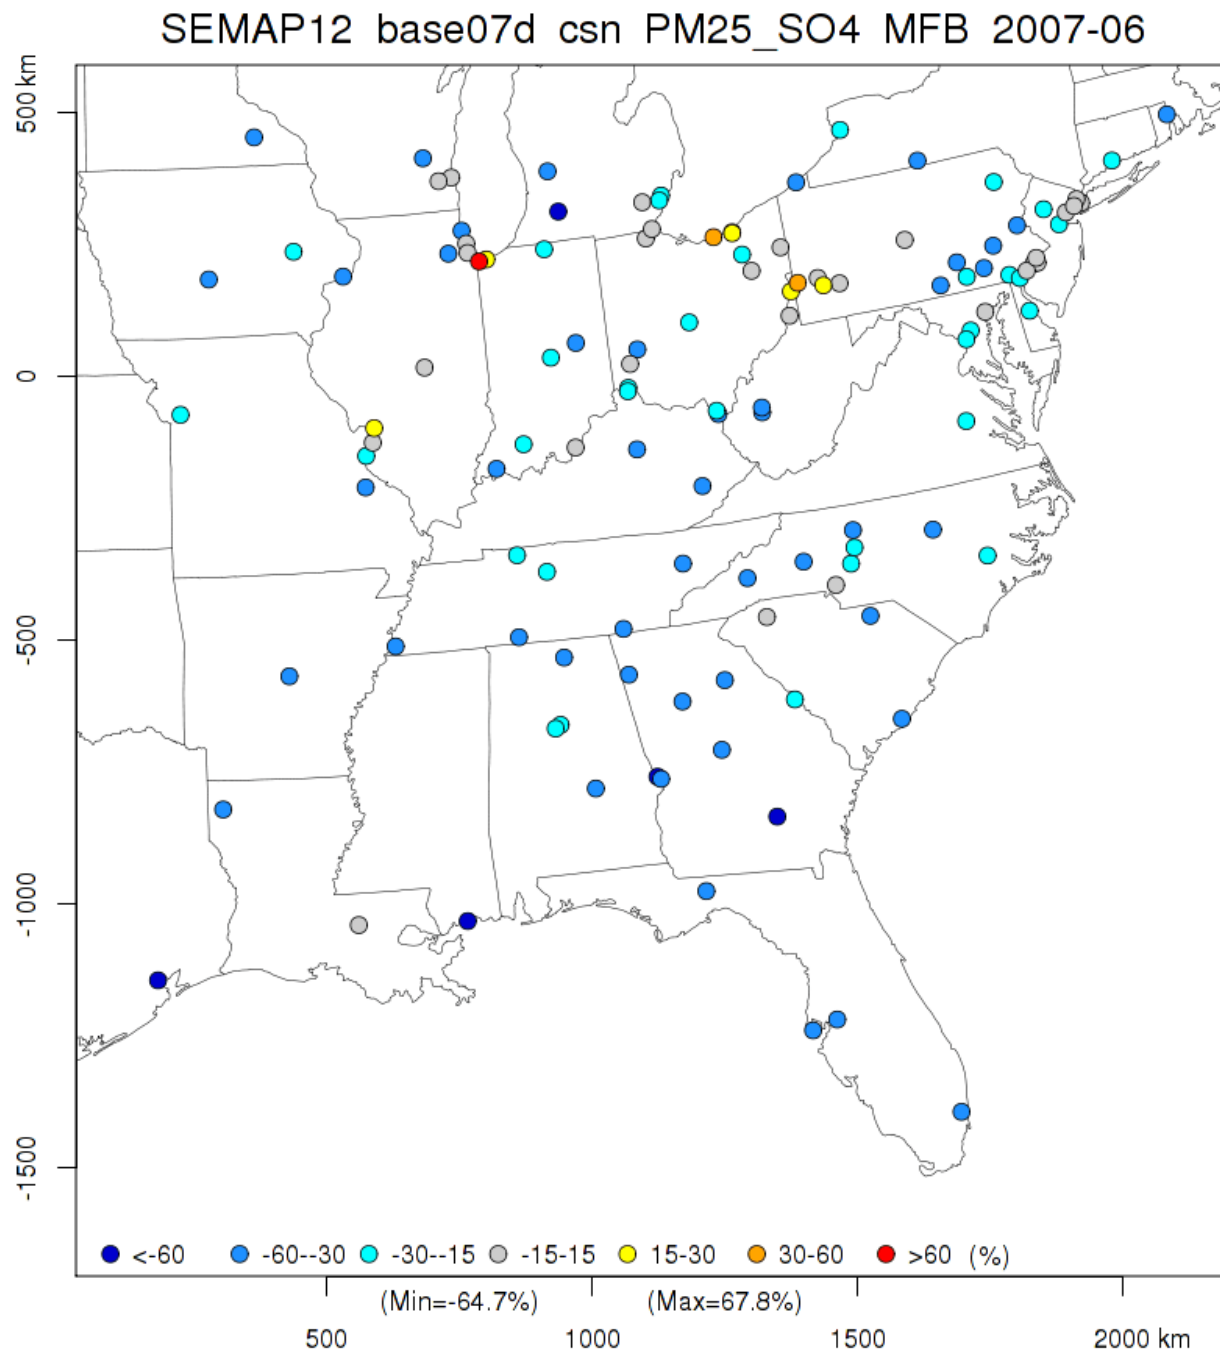 SEMAP12 base07d csn PM25_SO4 MFB 2007-06
500 km
0
-500
-1000
-1500
<-60 -60--30 -30--15 -15-15 15-30 30-60 >60 (%)
(Min=-64.7%) (Max=67.8%)
500 1000 1500 2000 km